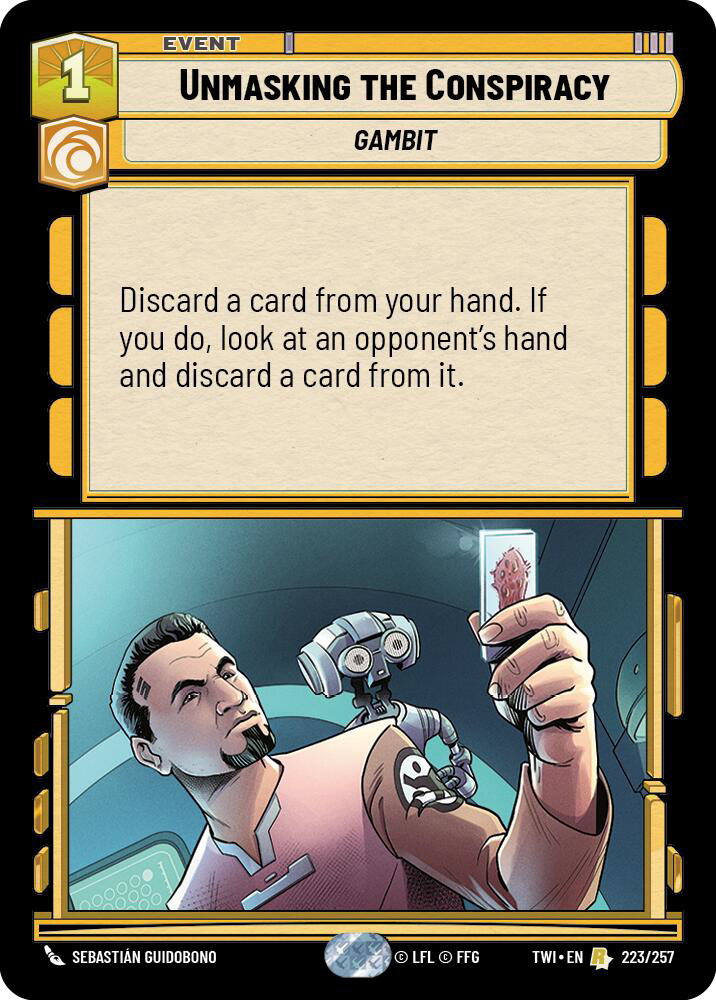 EVENT
1
UNMASKING THE CONSPIRACY
GAMBIT
Discard a card from your hand. If
you do, look at an opponent's hand
and discard a card from it.
SEBASTIÁN GUIDOBONO
© LFL © FFG
TWI • EN R 223/257